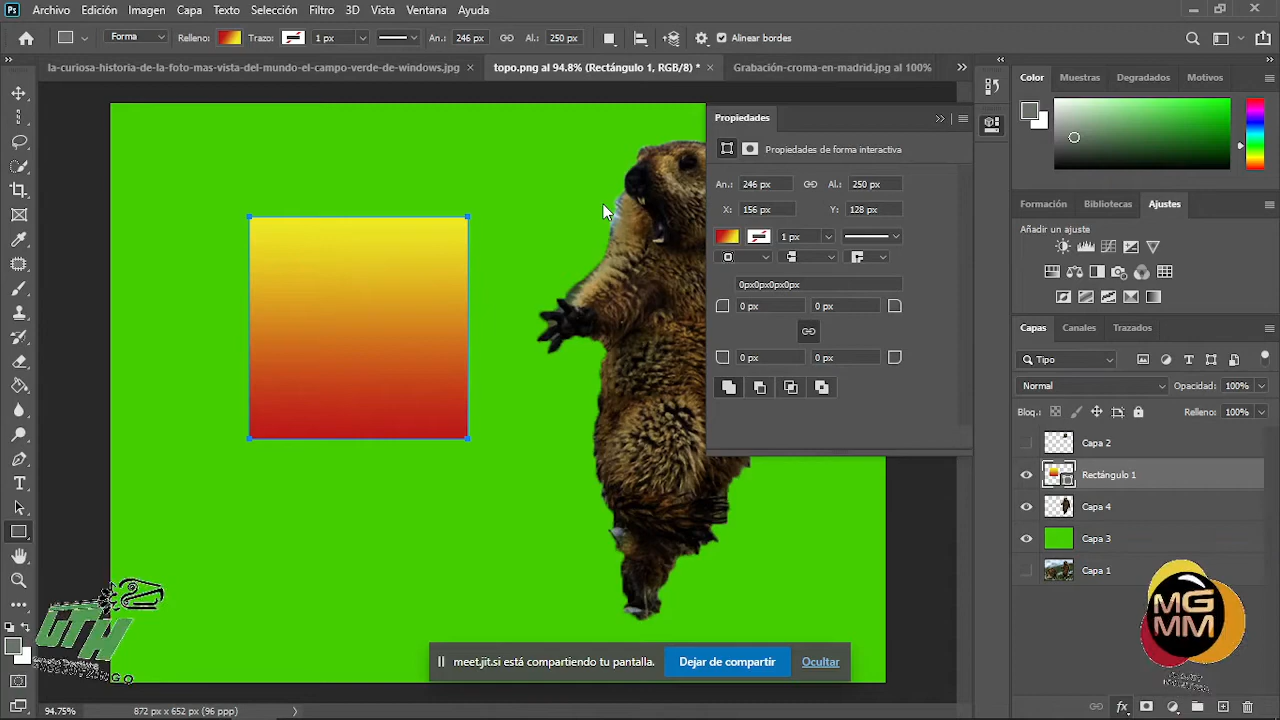 Ps Archivo Edición Imagen Capa Texto Selección Filtro 3D Vista Ventana Ayuda
Forma Relleno: Trazo: 1 px An.: 246 px Al.: 250 px Alinear bordes
la-curiosa-historia-de-la-foto-mas-vista-del-mundo-el-campo-verde-de-windows.jpg × topo.png al 94.8% (Rectángulo 1, RGB/8) * × Grabación-croma-en-madrid.jpg al 100%
Color Muestras Degradados Motivos
Propiedades
Propiedades de forma interactiva
An.: 246 px Al.: 250 px
X: 156 px Y: 128 px
1 px
0px0px0px0px
0 px 0 px
0 px 0 px
Formación Bibliotecas Ajustes
Añadir un ajuste
Capas Canales Trazados
Tipo
Normal Opacidad: 100%
Bloq.: Relleno: 100%
Capa 2
Rectángulo 1
Capa 4
Capa 3
Capa 1
GTH
MG
MM
meet.jit.si está compartiendo tu pantalla. Dejar de compartir Ocultar
94.75% 872 px x 652 px (96 ppp)
fx